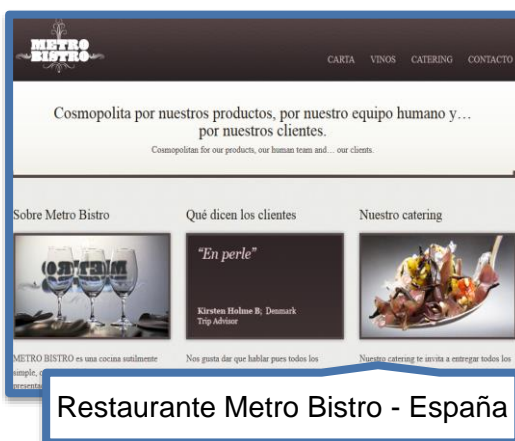 METRO
BISTRO
CARTA VINOS CATERING CONTACTO
Cosmopolita por nuestros productos, por nuestro equipo humano y…
por nuestros clientes.
Cosmopolitan for our products, our human team and… our clients.
Sobre Metro Bistro
Qué dicen los clientes
Nuestro catering
“En perle”
Kirsten Holme B; Denmark
Trip Advisor
METRO BISTRO es una cocina sutilmente
simple,
Nos gusta dar que hablar pues todos los
Nuestro catering te invita a entregar todos los
Restaurante Metro Bistro - España